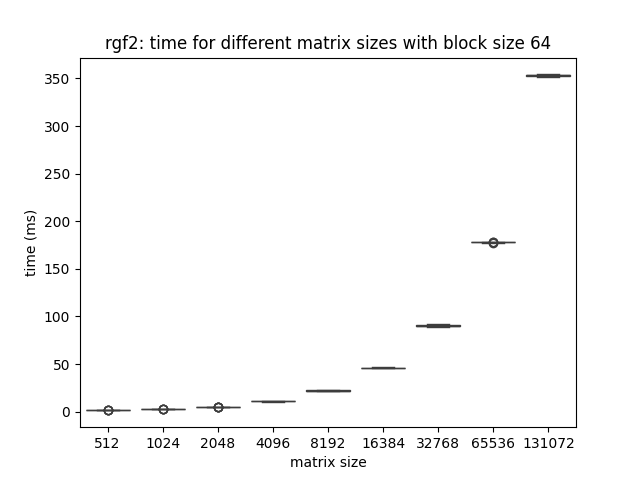 rgf2: time for different matrix sizes with block size 64
350
300
250
200
150
100
50
0
time (ms)
512 1024 2048 4096 8192 16384 32768 65536 131072
matrix size